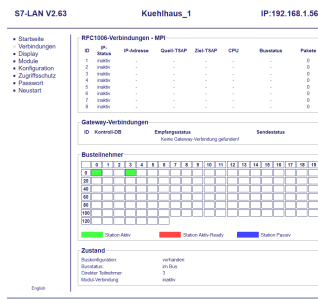 S7-LAN V2.63 Kuehlhaus_1 IP:192.168.1.56
Startseite
Verbindungen
Display
Module
Konfiguration
Zugriffsschutz
Passwort
Neustart
English
RFC1006-Verbindungen - MPI
ID IP-Adresse Quell-TSAP Ziel-TSAP CPU Busstatus Pakete
Status
1 inaktiv - - - - - 0
2 inaktiv - - - - - 0
3 inaktiv - - - - - 0
4 inaktiv - - - - - 0
5 inaktiv - - - - - 0
6 inaktiv - - - - - 0
7 inaktiv - - - - - 0
8 inaktiv - - - - - 0
Gateway-Verbindungen
ID Kontroll-DB Empfangsstatus Sendestatus
Keine Gateway-Verbindung gefunden!
Busteilnehmer
0 1 2 3 4 5 6 7 8 9 10 11 12 13 14 15 16 17 18 19
0
20
40
60
80
100
120
Station Aktiv Station Aktiv-Ready Station Passiv
Zustand
Buskonfiguration: vorhanden
Busstatus: im Bus
Direkter Teilnehmer: 3
Modul-Verbindung inaktiv